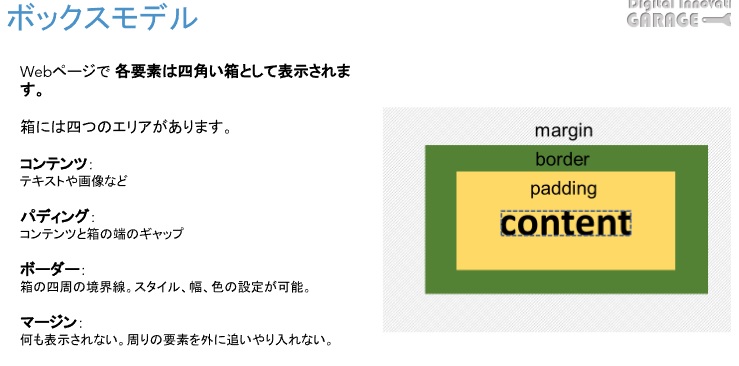 ボックスモデル
Digital Innovati
GARAGE
Webページで 各要素は四角い箱として表示されま
す。
箱には四つのエリアがあります。
コンテンツ:
テキストや画像など
パディング:
コンテンツと箱の端のギャップ
ボーダー:
箱の四周の境界線。スタイル、幅、色の設定が可能。
マージン:
何も表示されない。周りの要素を外に追いやり入れない。
margin
border
padding
content